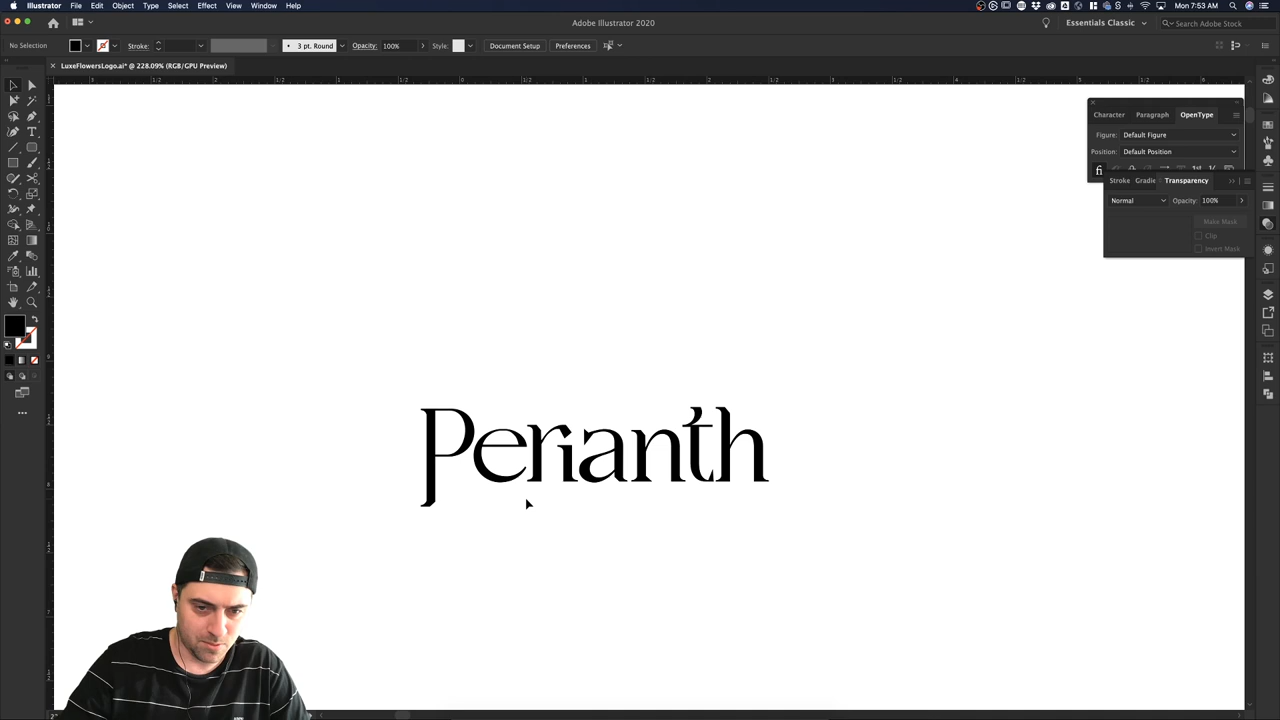 Illustrator File Edit Object Type Select Effect View Window Help Mon 7:53 AM
Adobe Illustrator 2020 Essentials Classic Search Adobe Stock
No Selection Stroke: 3 pt. Round Opacity: 100% Style: Document Setup Preferences
LuxeFlowersLogo.ai* @ 228.09% (RGB/GPU Preview)
Character Paragraph OpenType
Figure: Default Figure
Position: Default Position
fi
Stroke Gradie Transparency
Normal Opacity: 100%
Make Mask
Clip
Invert Mask
Perianth